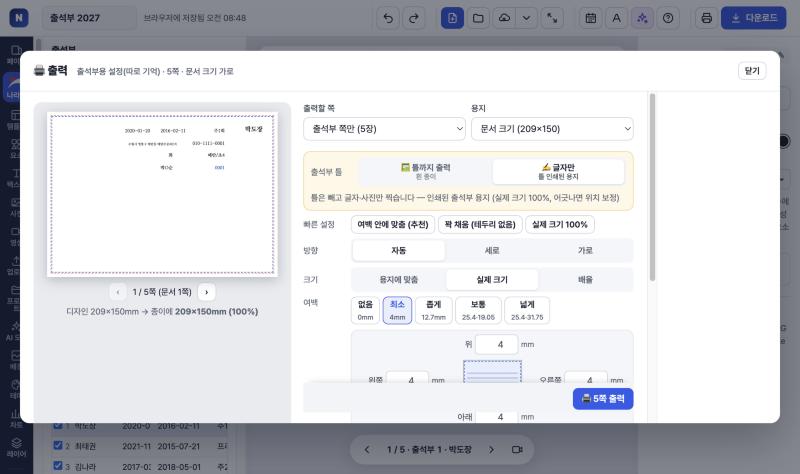 N 출석부 2027 브라우저에 저장됨 오전 08:48 A 다운로드
🖨️ 출력 출석부용 설정(따로 기억) · 5쪽 · 문서 크기 가로 닫기
2020-01-20 2016-02-11 주1회 박도장
010-1111-0001
0001
‹ 1 / 5쪽 (문서 1쪽) ›
디자인 209×150mm → 종이에 209×150mm (100%)
출력할 쪽 용지
출석부 쪽만 (5장) 문서 크기 (209×150)
출석부 틀 🖼️ 틀까지 출력 ✍️ 글자만
흰 종이 틀 인쇄된 용지
틀은 빼고 글자·사진만 찍습니다 — 인쇄된 출석부 용지 (실제 크기 100%, 어긋나면 위치 보정)
빠른 설정 여백 안에 맞춤 (추천) 꽉 채움 (테두리 없음) 실제 크기 100%
방향 자동 세로 가로
크기 용지에 맞춤 실제 크기 배율
여백 없음 최소 좁게 보통 넓게
0mm 4mm 12.7mm 25.4·19.05 25.4·31.75
위 4 mm
왼쪽 4 mm 오른쪽 4 mm
🖨️ 5쪽 출력
아래 4 mm
1 박도장 2020-0 2016-02-11 주1
2 최태권 2021-11 2015-07-21 프리
3 김나라 2017-0 2018-05-01 주2
‹ 1 / 5 · 출석부 1 · 박도장 ›
레이어